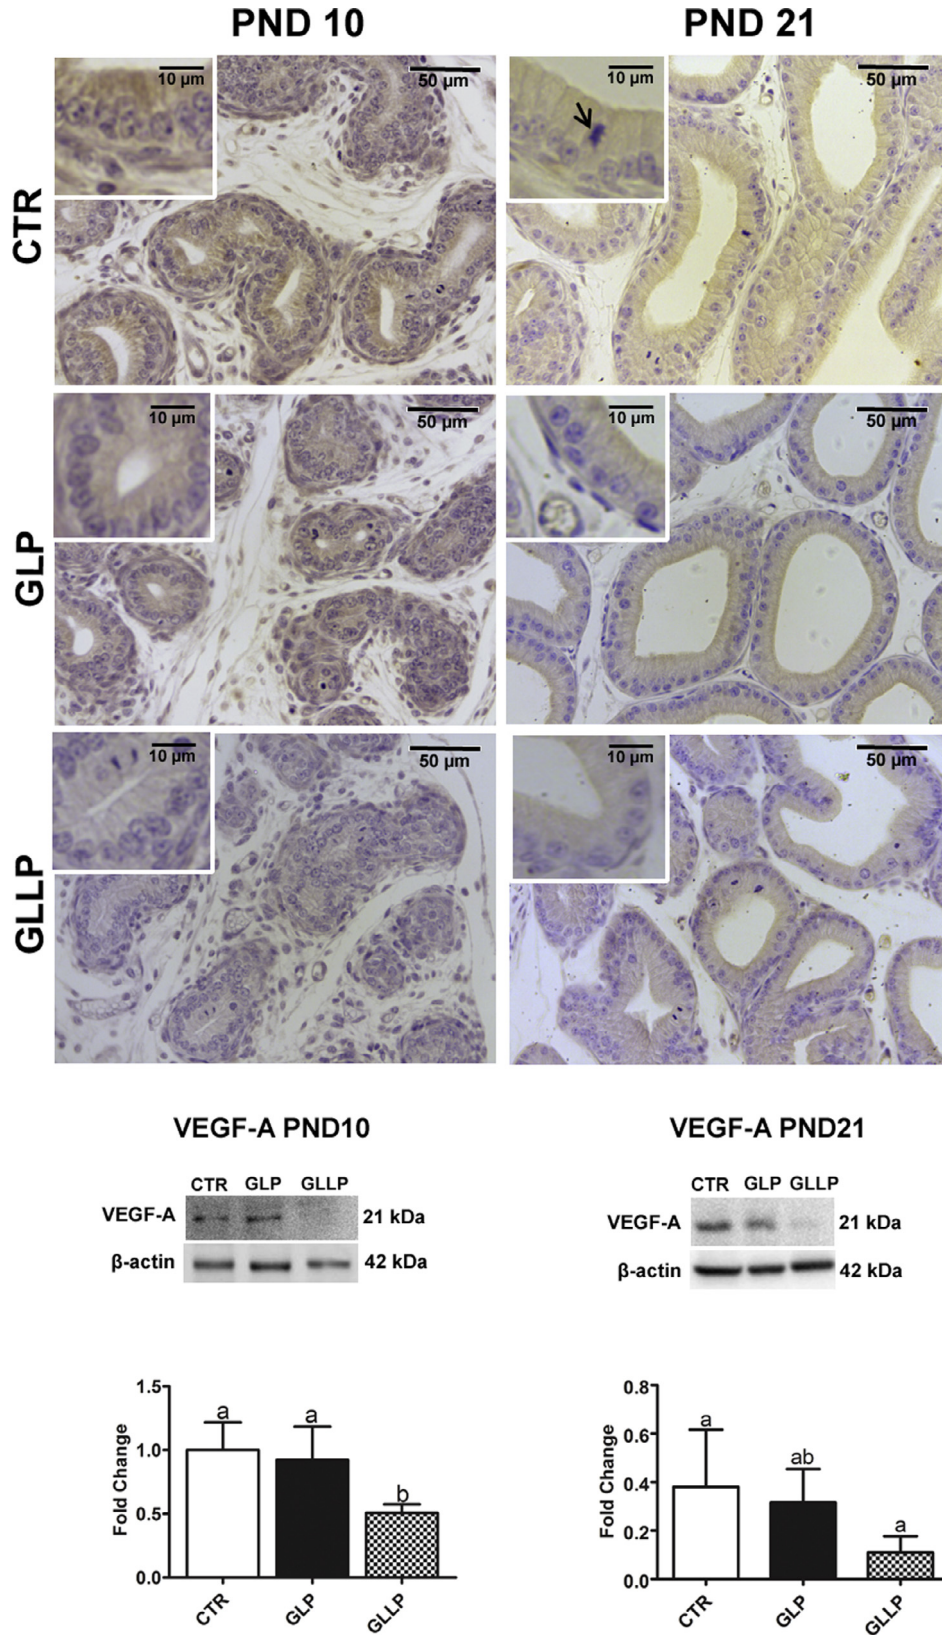 PND 10
PND 21
CTR
10 µm
50 µm
10 µm
50 µm
GLP
10 µm
50 µm
10 µm
50 µm
GLLP
10 µm
50 µm
10 µm
50 µm
VEGF-A PND10
CTR GLP GLLP
VEGF-A 21 kDa
β-actin 42 kDa
Fold Change
1.5
1.0
0.5
0.0
a
a
b
CTR
GLP
GLLP
VEGF-A PND21
CTR GLP GLLP
VEGF-A 21 kDa
β-actin 42 kDa
Fold Change
0.8
0.6
0.4
0.2
0.0
a
ab
a
CTR
GLP
GLLP